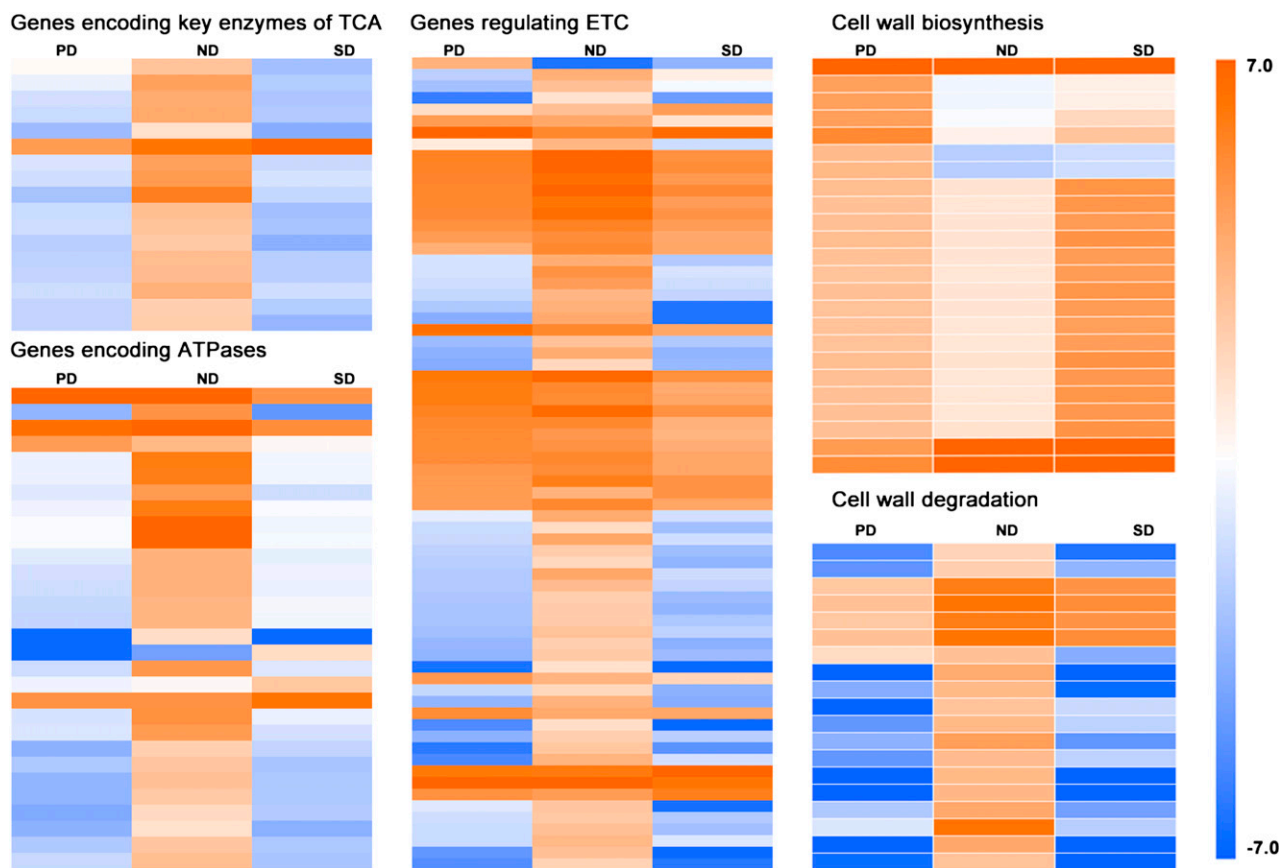 Genes encoding key enzymes of TCA
PD ND SD
Genes encoding ATPases
PD ND SD
Genes regulating ETC
PD ND SD
Cell wall biosynthesis
PD ND SD
Cell wall degradation
PD ND SD
7.0
-7.0